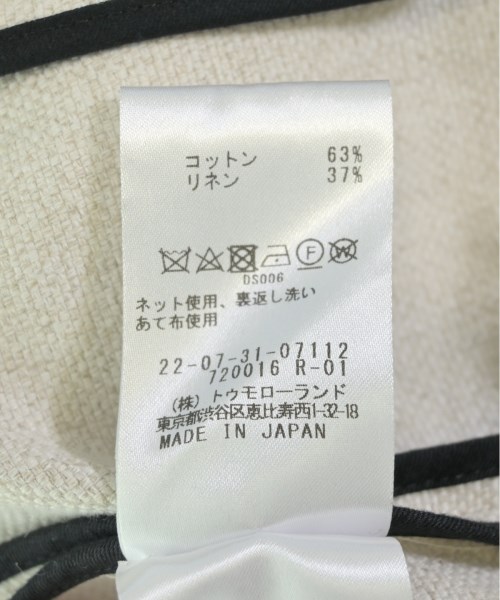 コットン 63%
リネン 37%
F W
DS006
ネット使用、裏返し洗い
あて布使用
22-07-31-07112
720016 R-01
(株)トゥモローランド
東京都渋谷区恵比寿西1-32-18
MADE IN JAPAN